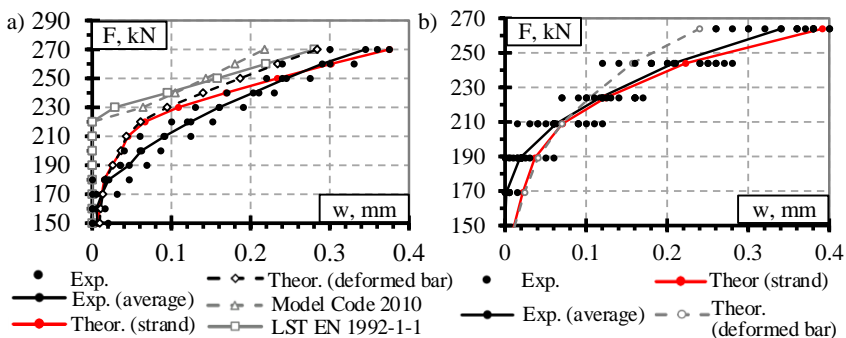 a)
F, kN
290
270
250
230
210
190
170
150
0
0.1
0.2
0.3
0.4
w, mm
Exp.
Exp. (average)
Theor. (strand)
Theor. (deformed bar)
Model Code 2010
LST EN 1992-1-1
b)
F, kN
270
250
230
210
190
170
150
0
0.1
0.2
0.3
0.4
w, mm
Exp.
Exp. (average)
Theor (strand)
Theor.
(deformed bar)